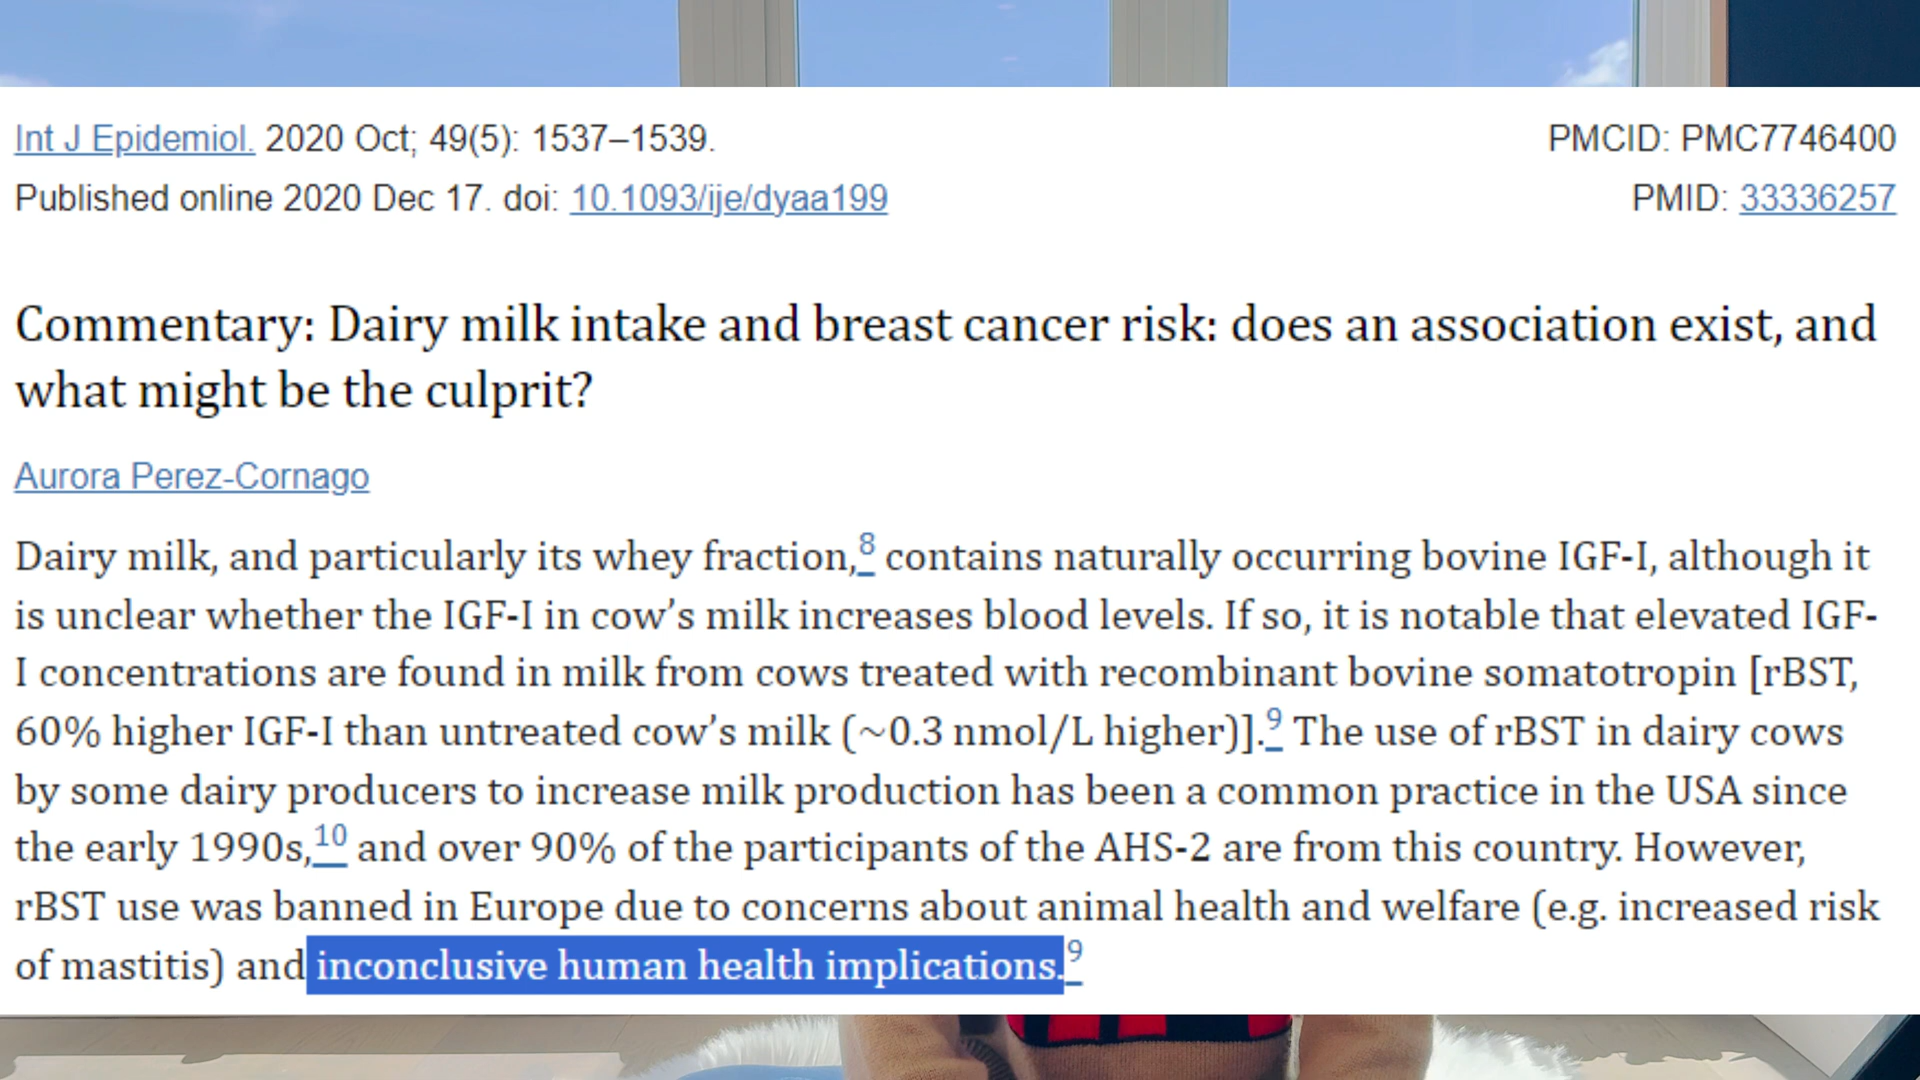 Int J Epidemiol. 2020 Oct; 49(5): 1537–1539.
PMCID: PMC7746400
Published online 2020 Dec 17. doi: 10.1093/ije/dyaa199
PMID: 33336257
Commentary: Dairy milk intake and breast cancer risk: does an association exist, and
what might be the culprit?
Aurora Perez-Cornago
Dairy milk, and particularly its whey fraction,8 contains naturally occurring bovine IGF-I, although it
is unclear whether the IGF-I in cow’s milk increases blood levels. If so, it is notable that elevated IGF-
I concentrations are found in milk from cows treated with recombinant bovine somatotropin [rBST,
60% higher IGF-I than untreated cow’s milk (~0.3 nmol/L higher)].9 The use of rBST in dairy cows
by some dairy producers to increase milk production has been a common practice in the USA since
the early 1990s,10 and over 90% of the participants of the AHS-2 are from this country. However,
rBST use was banned in Europe due to concerns about animal health and welfare (e.g. increased risk
of mastitis) and inconclusive human health implications.9